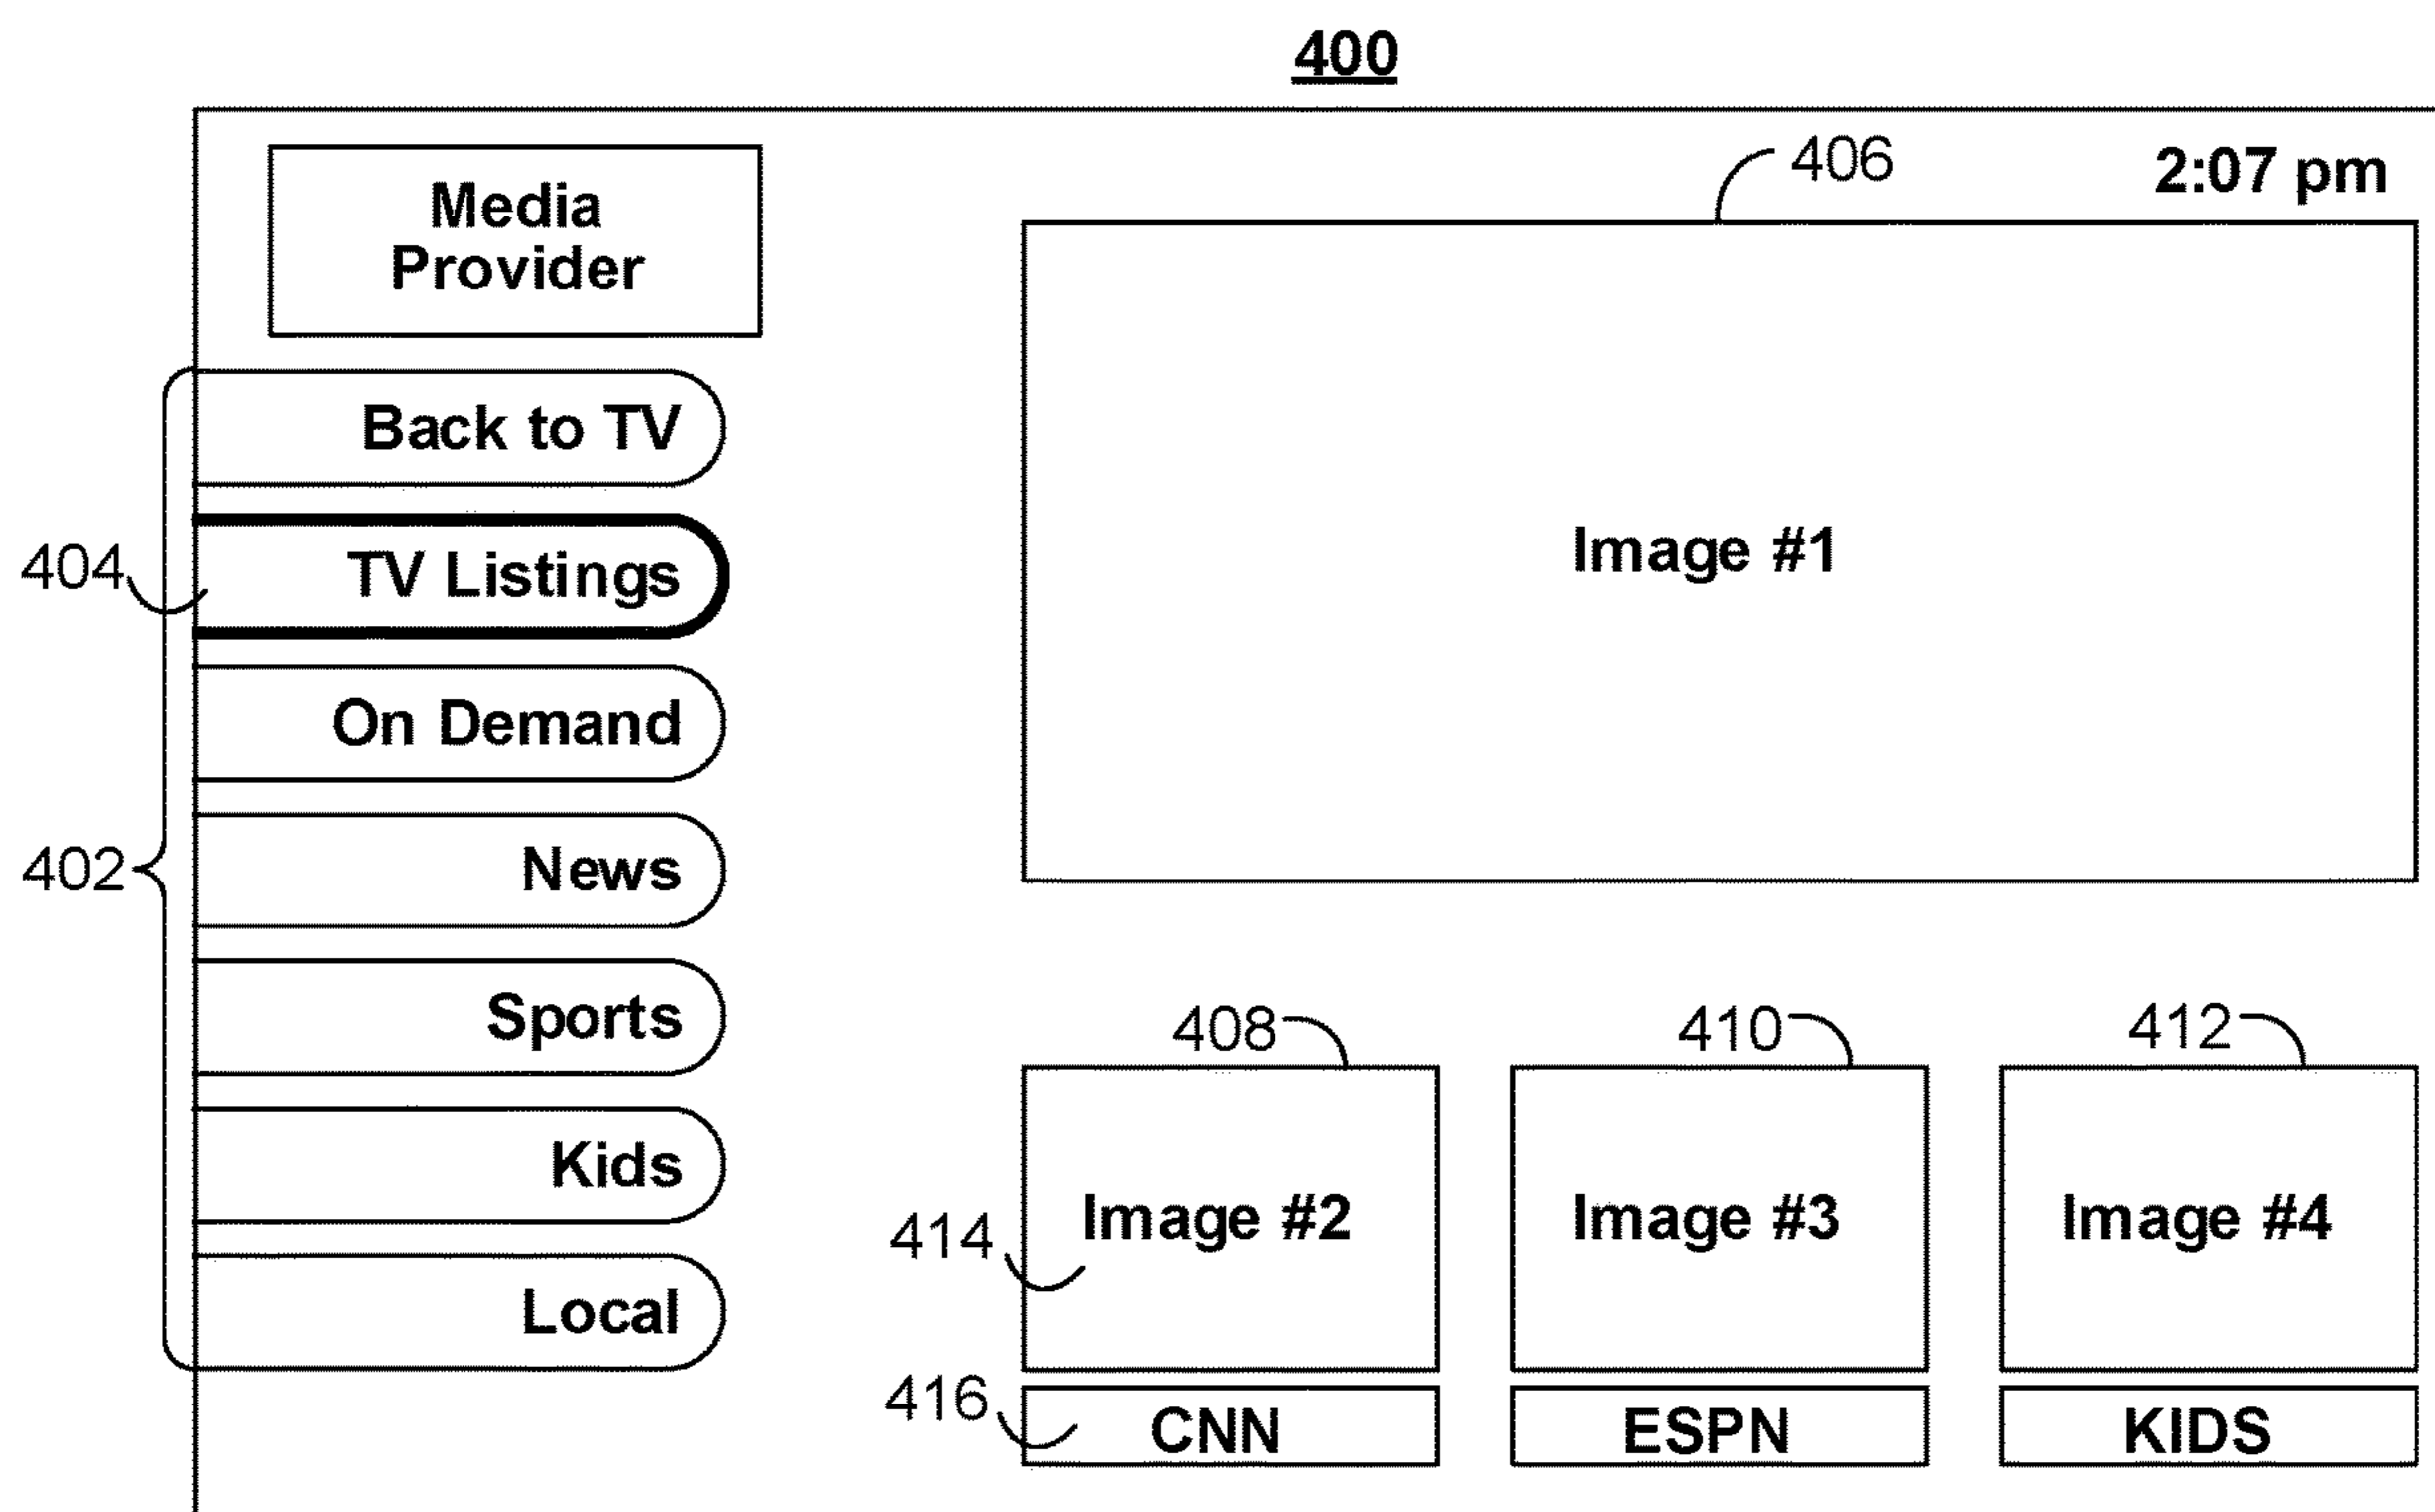 400
406
2:07 pm
Media
Provider
Back to TV
404
TV Listings
Image #1
On Demand
402
News
Sports
408
410
412
Kids
414
Image #2
Image #3
Image #4
Local
416
CNN
ESPN
KIDS